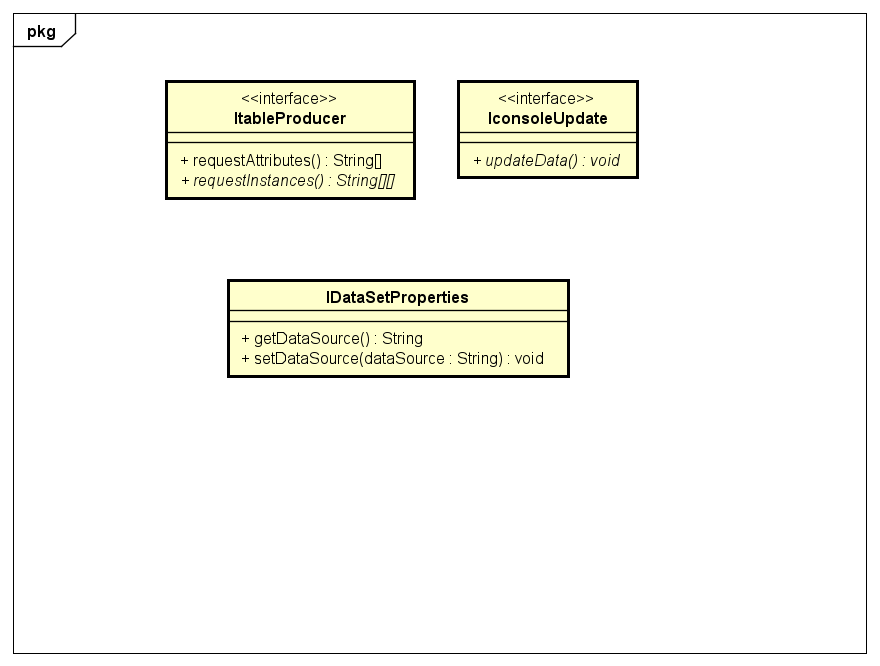 pkg
<<interface>>
ItableProducer
+ requestAttributes() : String[]
+ requestInstances() : String[][]
<<interface>>
IconsoleUpdate
+ updateData() : void
IDataSetProperties
+ getDataSource() : String
+ setDataSource(dataSource : String) : void